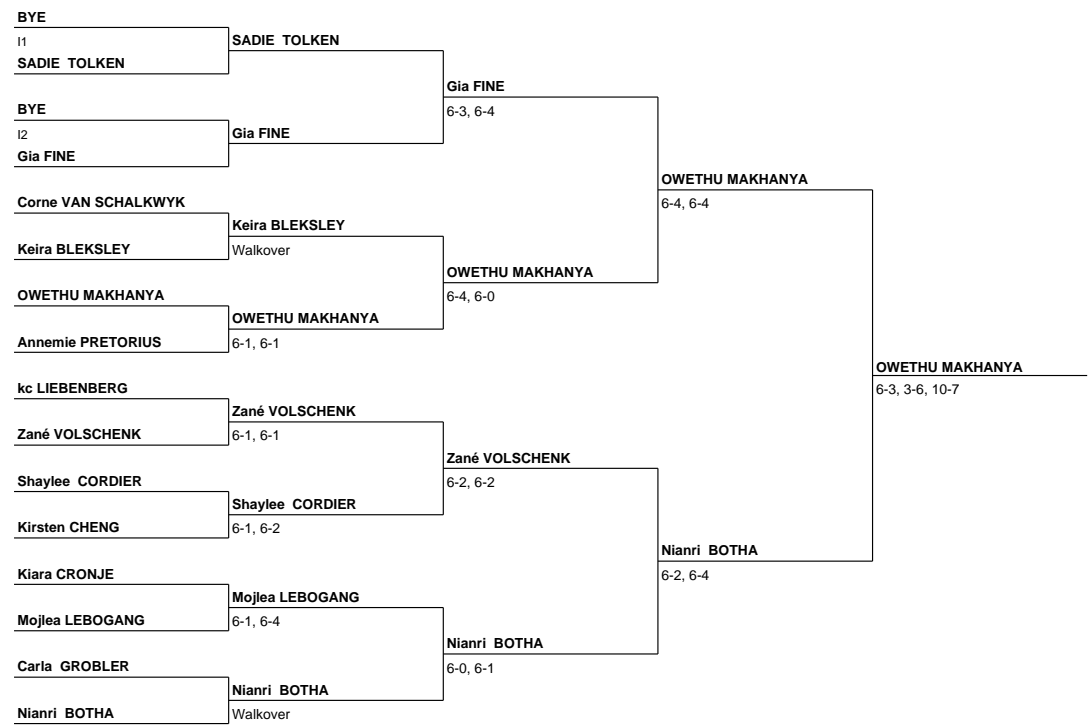 BYE
I1
SADIE TOLKEN
SADIE TOLKEN
BYE
I2
Gia FINE
Gia FINE
Gia FINE
6-3, 6-4
Corne VAN SCHALKWYK
Keira BLEKSLEY
Keira BLEKSLEY
Walkover
OWETHU MAKHANYA
Annemie PRETORIUS
OWETHU MAKHANYA
6-1, 6-1
OWETHU MAKHANYA
6-4, 6-0
OWETHU MAKHANYA
6-4, 6-4
kc LIEBENBERG
Zané VOLSCHENK
Zané VOLSCHENK
6-1, 6-1
Shaylee CORDIER
Kirsten CHENG
Shaylee CORDIER
6-1, 6-2
Zané VOLSCHENK
6-2, 6-2
Kiara CRONJE
Mojlea LEBOGANG
Mojlea LEBOGANG
6-1, 6-4
Carla GROBLER
Nianri BOTHA
Nianri BOTHA
Walkover
Nianri BOTHA
6-0, 6-1
Nianri BOTHA
6-2, 6-4
OWETHU MAKHANYA
6-3, 3-6, 10-7